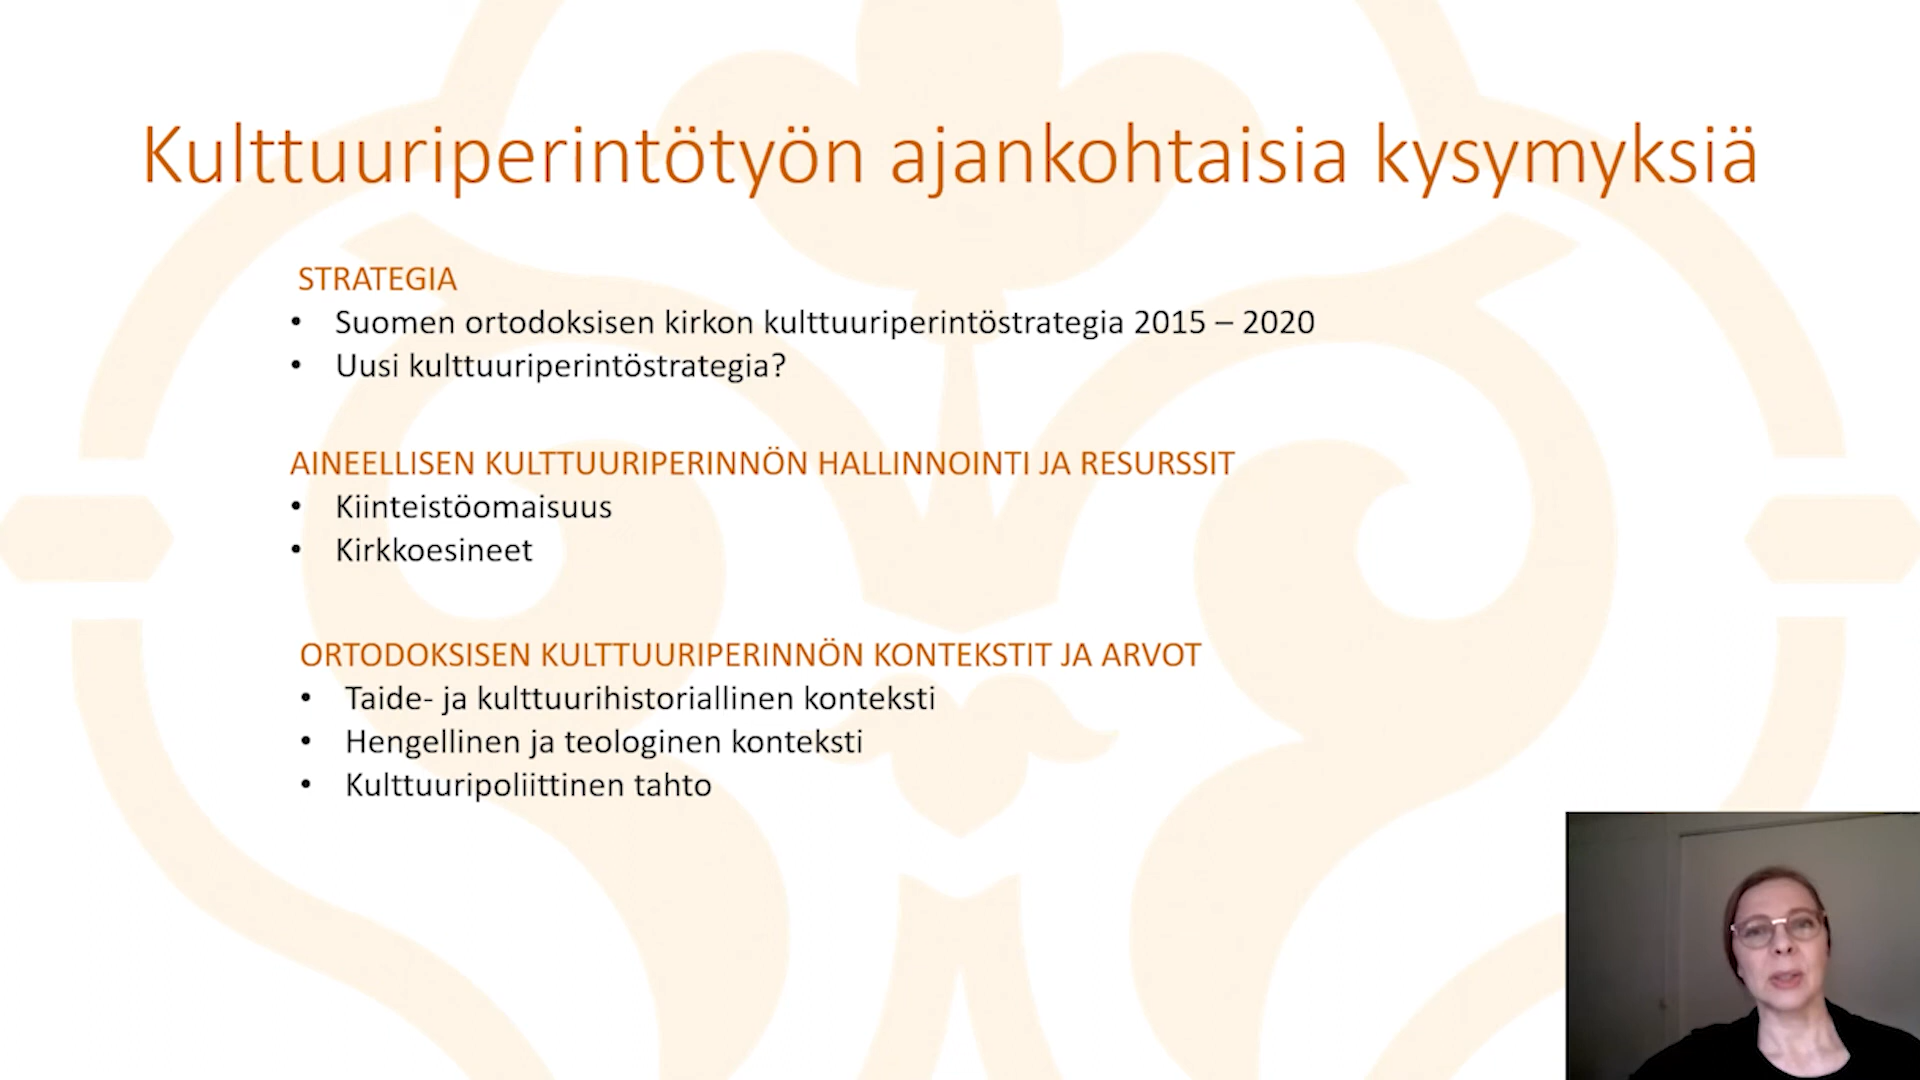 Kulttuuriperintötyön ajankohtaisia kysymyksiä
STRATEGIA
• Suomen ortodoksisen kirkon kulttuuriperintöstrategia 2015 – 2020
• Uusi kulttuuriperintöstrategia?
AINEELLISEN KULTTUURIPERINNÖN HALLINNOINTI JA RESURSSIT
• Kiinteistöomaisuus
• Kirkkoesineet
ORTODOKSISEN KULTTUURIPERINNÖN KONTEKSTIT JA ARVOT
• Taide- ja kulttuurihistoriallinen konteksti
• Hengellinen ja teologinen konteksti
• Kulttuuripoliittinen tahto